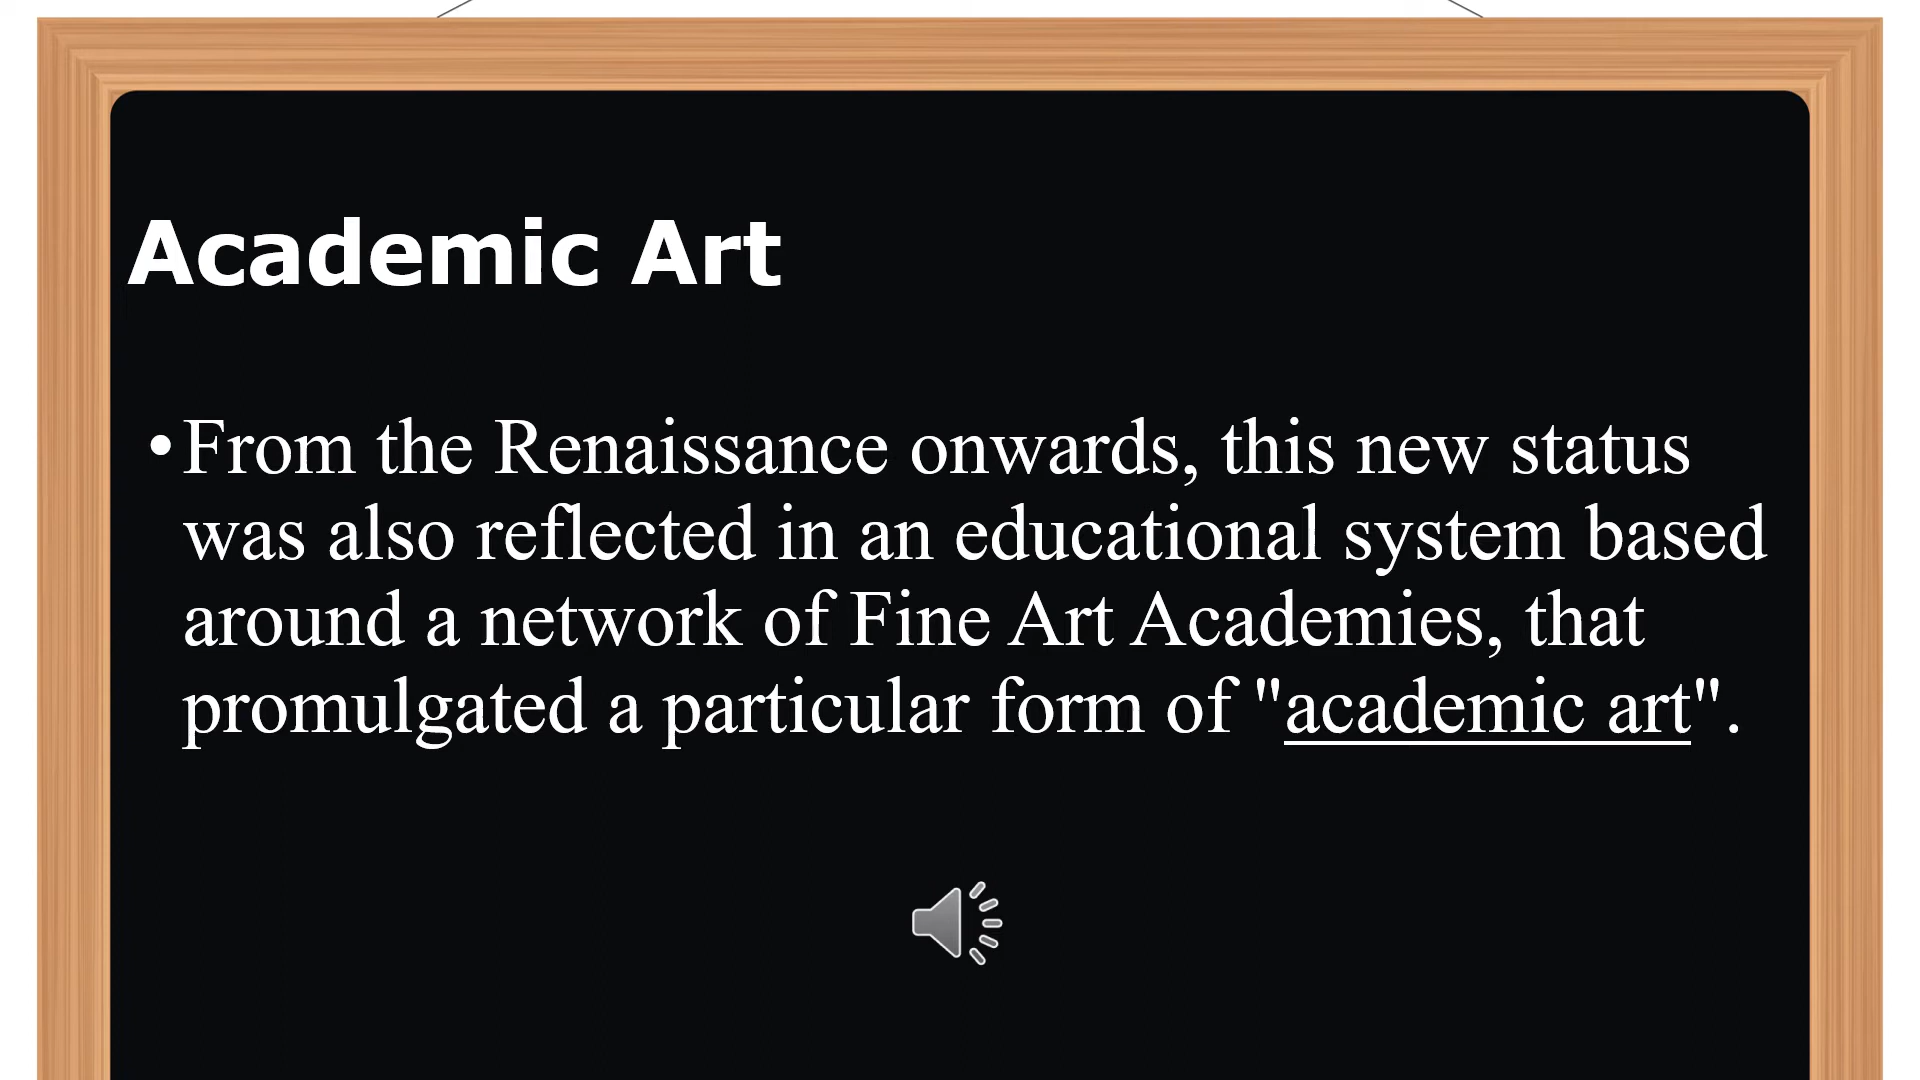 Academic Art
•From the Renaissance onwards, this new status
was also reflected in an educational system based
around a network of Fine Art Academies, that
promulgated a particular form of "academic art".